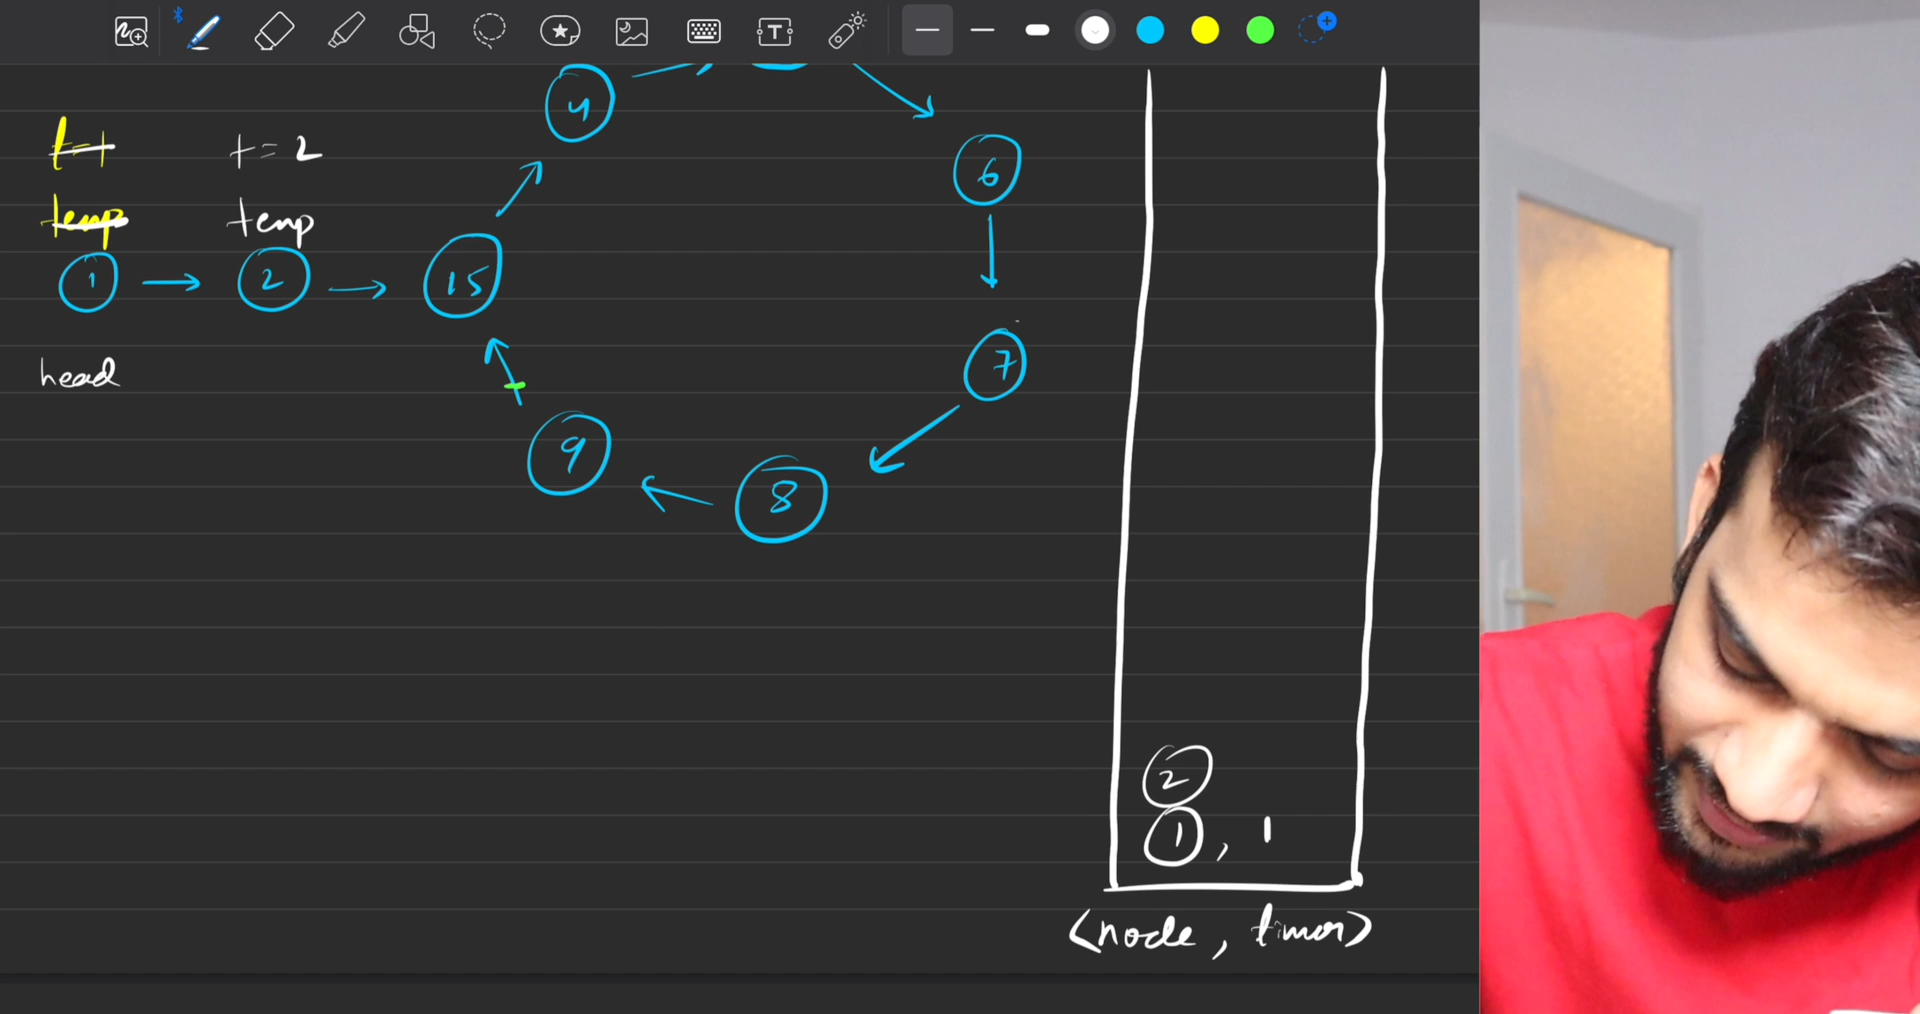 4
t=1 t=2
6
temp temp
1 2 15
7
head
9
8
2
1, 1
<node, timer>